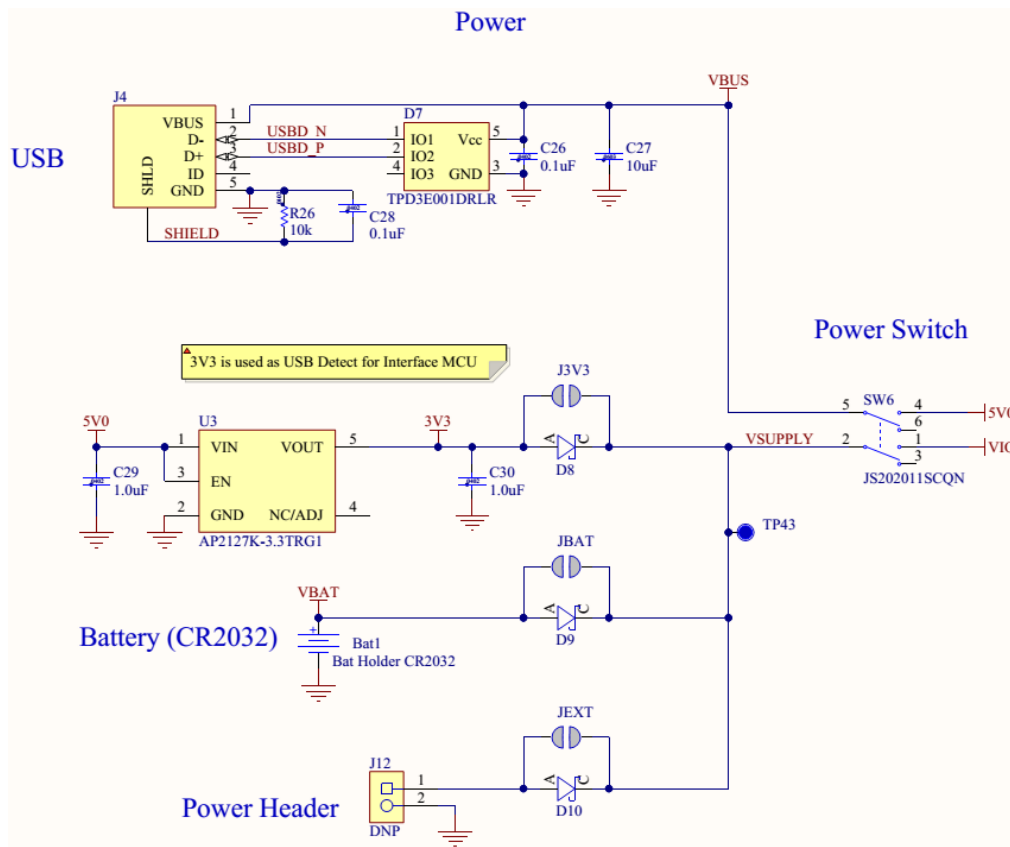 Power
VBUS
J4
D7
1
VBUS
2
D-
USBD_N
1
IO1
Vcc
5
3
D+
USBD_P
2
IO2
C26
C27
USB
4
ID
4
IO3
GND
3
0.1uF
10uF
5
GND
SHLD
TPD3E001DRLR
R26
10k
C28
0.1uF
SHIELD
Power Switch
3V3 is used as USB Detect for Interface MCU
J3V3
SW6
5
4
5V0
6
5V0
U3
3V3
1
VIN
VOUT
5
A
C
VSUPPLY
2
1
VIO
3
D8
JS202011SCQN
C29
1.0uF
3
EN
C30
1.0uF
2
GND
NC/ADJ
4
AP2127K-3.3TRG1
TP43
JBAT
VBAT
A
C
D9
Battery (CR2032)
+
Bat1
Bat Holder CR2032
JEXT
J12
1
A
C
2
D10
Power Header
DNP